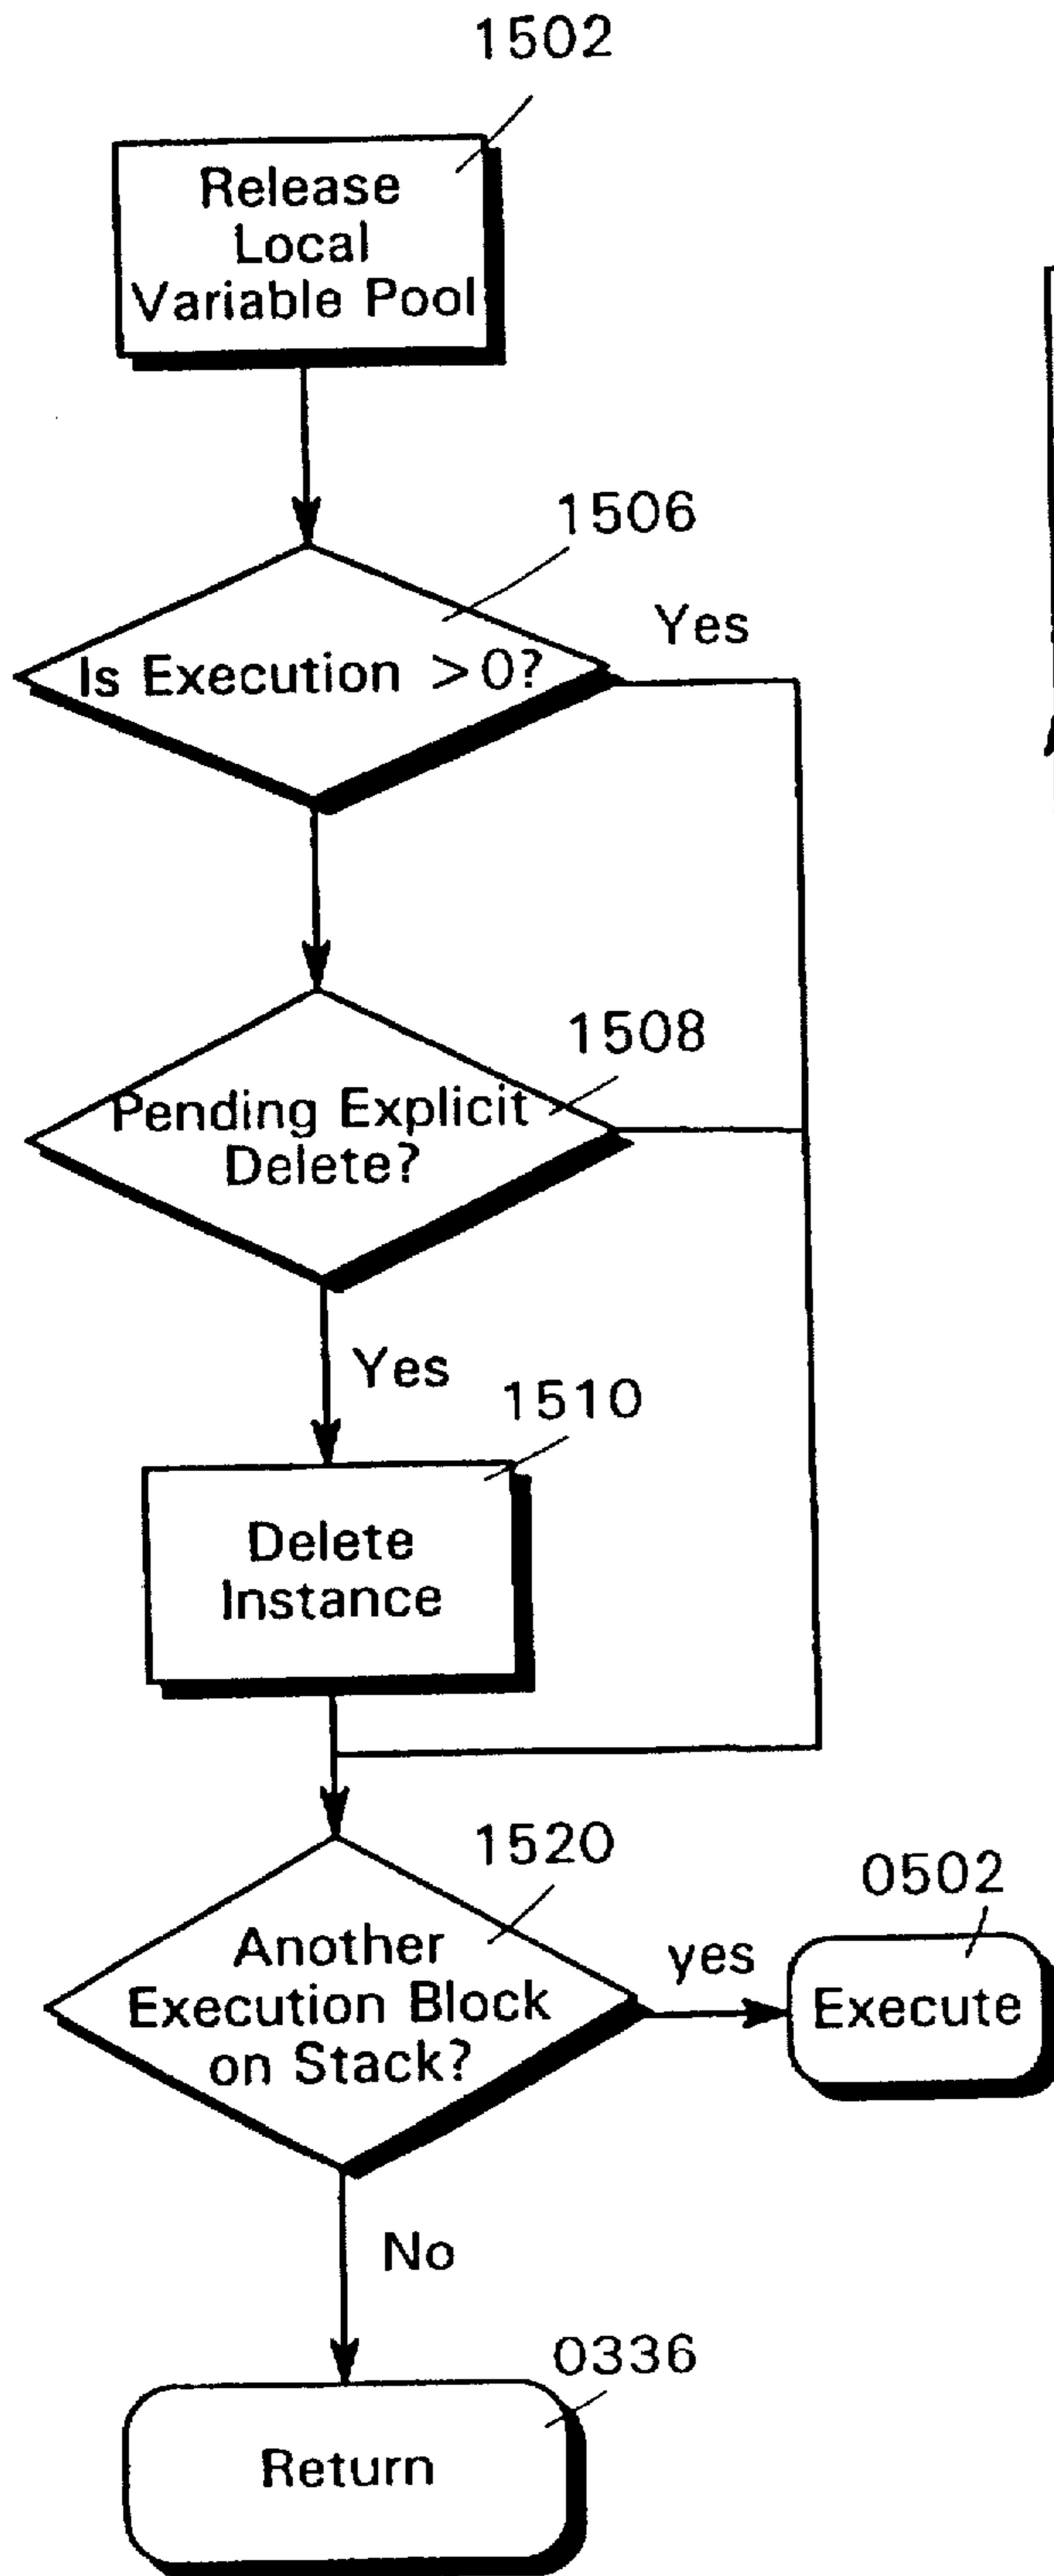 1502
Release
Local
Variable Pool
1506
Yes
Is Execution >0?
1508
Pending Explicit
Delete?
Yes
1510
Delete
Instance
1520
Another
Execution Block
on Stack?
yes
0502
Execute
No
0336
Return